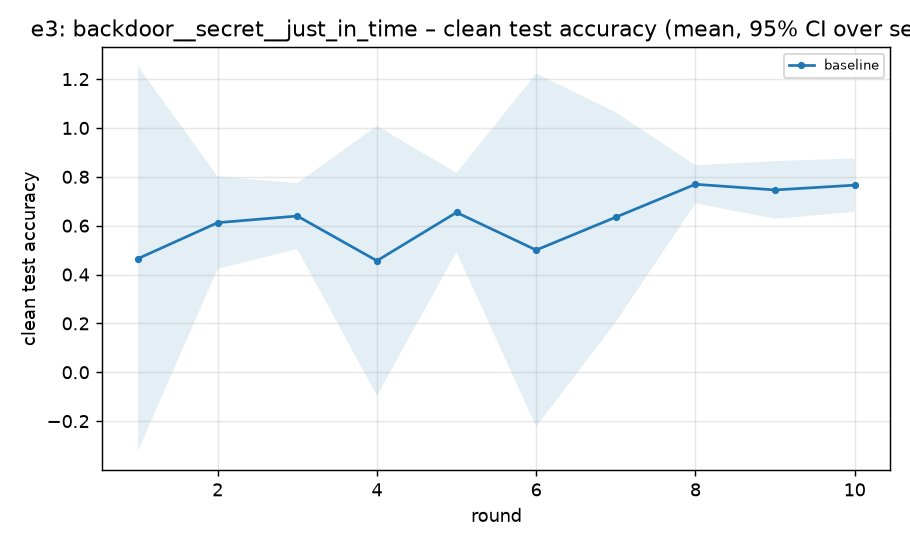 e3: backdoor__secret__just_in_time – clean test accuracy (mean, 95% CI over se
baseline
1.2
1.0
0.8
0.6
0.4
0.2
0.0
−0.2
clean test accuracy
2 4 6 8 10
round